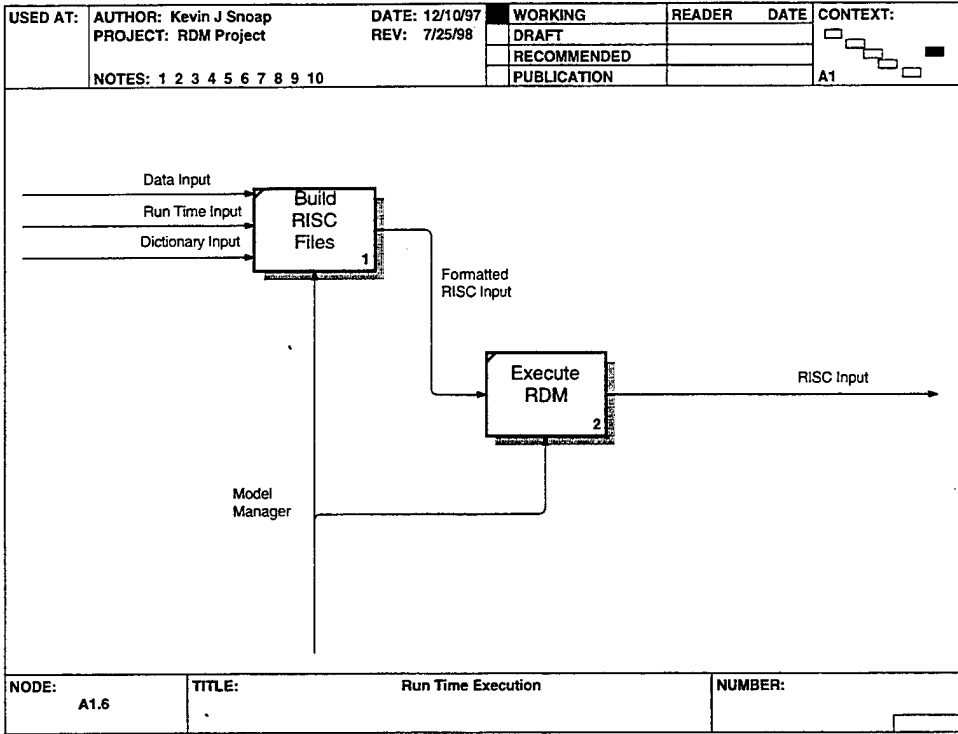 USED AT:
AUTHOR: Kevin J Snoap
DATE: 12/10/97
PROJECT: RDM Project
REV: 7/25/98
NOTES: 1 2 3 4 5 6 7 8 9 10
WORKING
DRAFT
RECOMMENDED
PUBLICATION
READER DATE
CONTEXT:
A1
Data Input
Run Time Input
Dictionary Input
Build
RISC
Files
1
Formatted
RISC Input
Execute
RDM
2
RISC Input
Model
Manager
NODE:
A1.6
TITLE:
Run Time Execution
NUMBER: